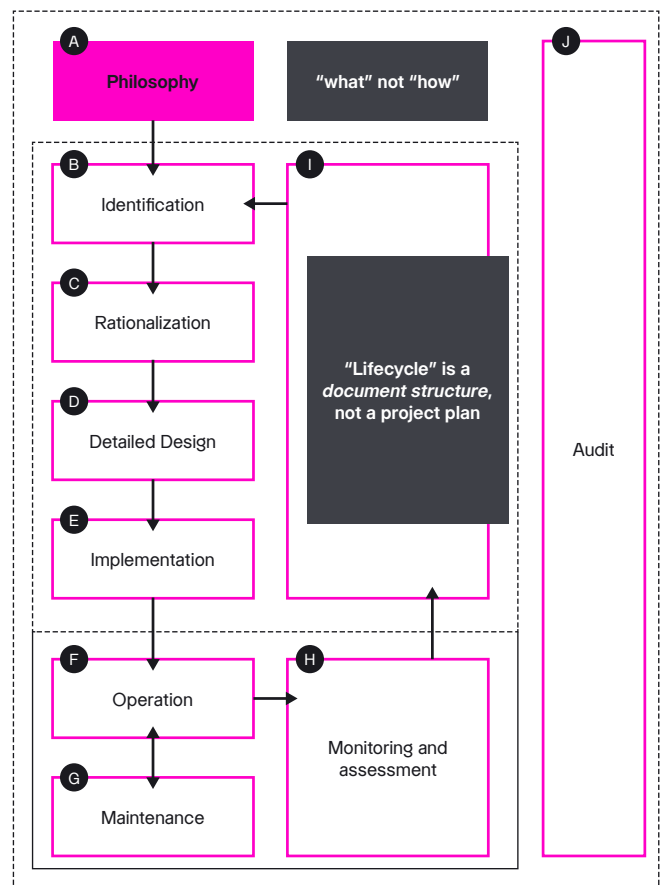 A
Philosophy
“what” not “how”
J
B
Identification
I
C
Rationalization
“Lifecycle” is a
document structure,
not a project plan
D
Detailed Design
Audit
E
Implementation
F
Operation
H
Monitoring and
assessment
G
Maintenance